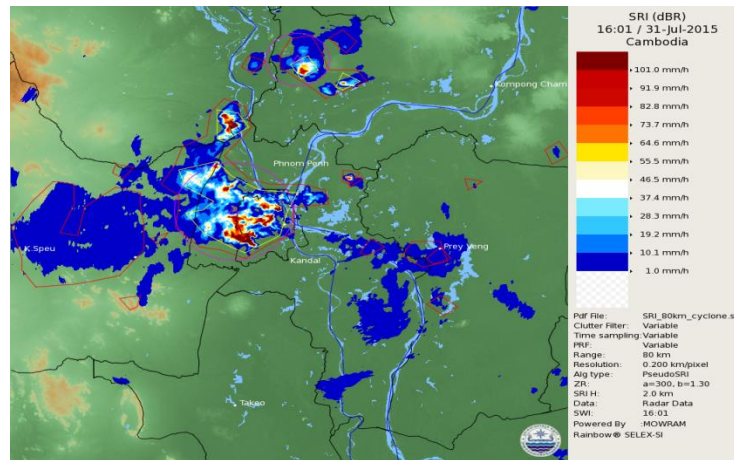 Kompong Cham
Phnom Penh
K.Speu
Prey Veng
Kandal
Takeo
SRI (dBR)
16:01 / 31-Jul-2015
Cambodia
101.0 mm/h
91.9 mm/h
82.8 mm/h
73.7 mm/h
64.6 mm/h
55.5 mm/h
46.5 mm/h
37.4 mm/h
28.3 mm/h
19.2 mm/h
10.1 mm/h
1.0 mm/h
Pdf File: SRI_80km_cyclone.s
Clutter Filter: Variable
Time sampling: Variable
PRF: Variable
Range: 80 km
Resolution: 0.200 km/pixel
Alg type: PseudoSRI
ZR: a=300, b=1.30
SRI H: 2.0 km
Data: Radar Data
SWI: 16:01
Powered By :MOWRAM
Rainbow® SELEX-SI